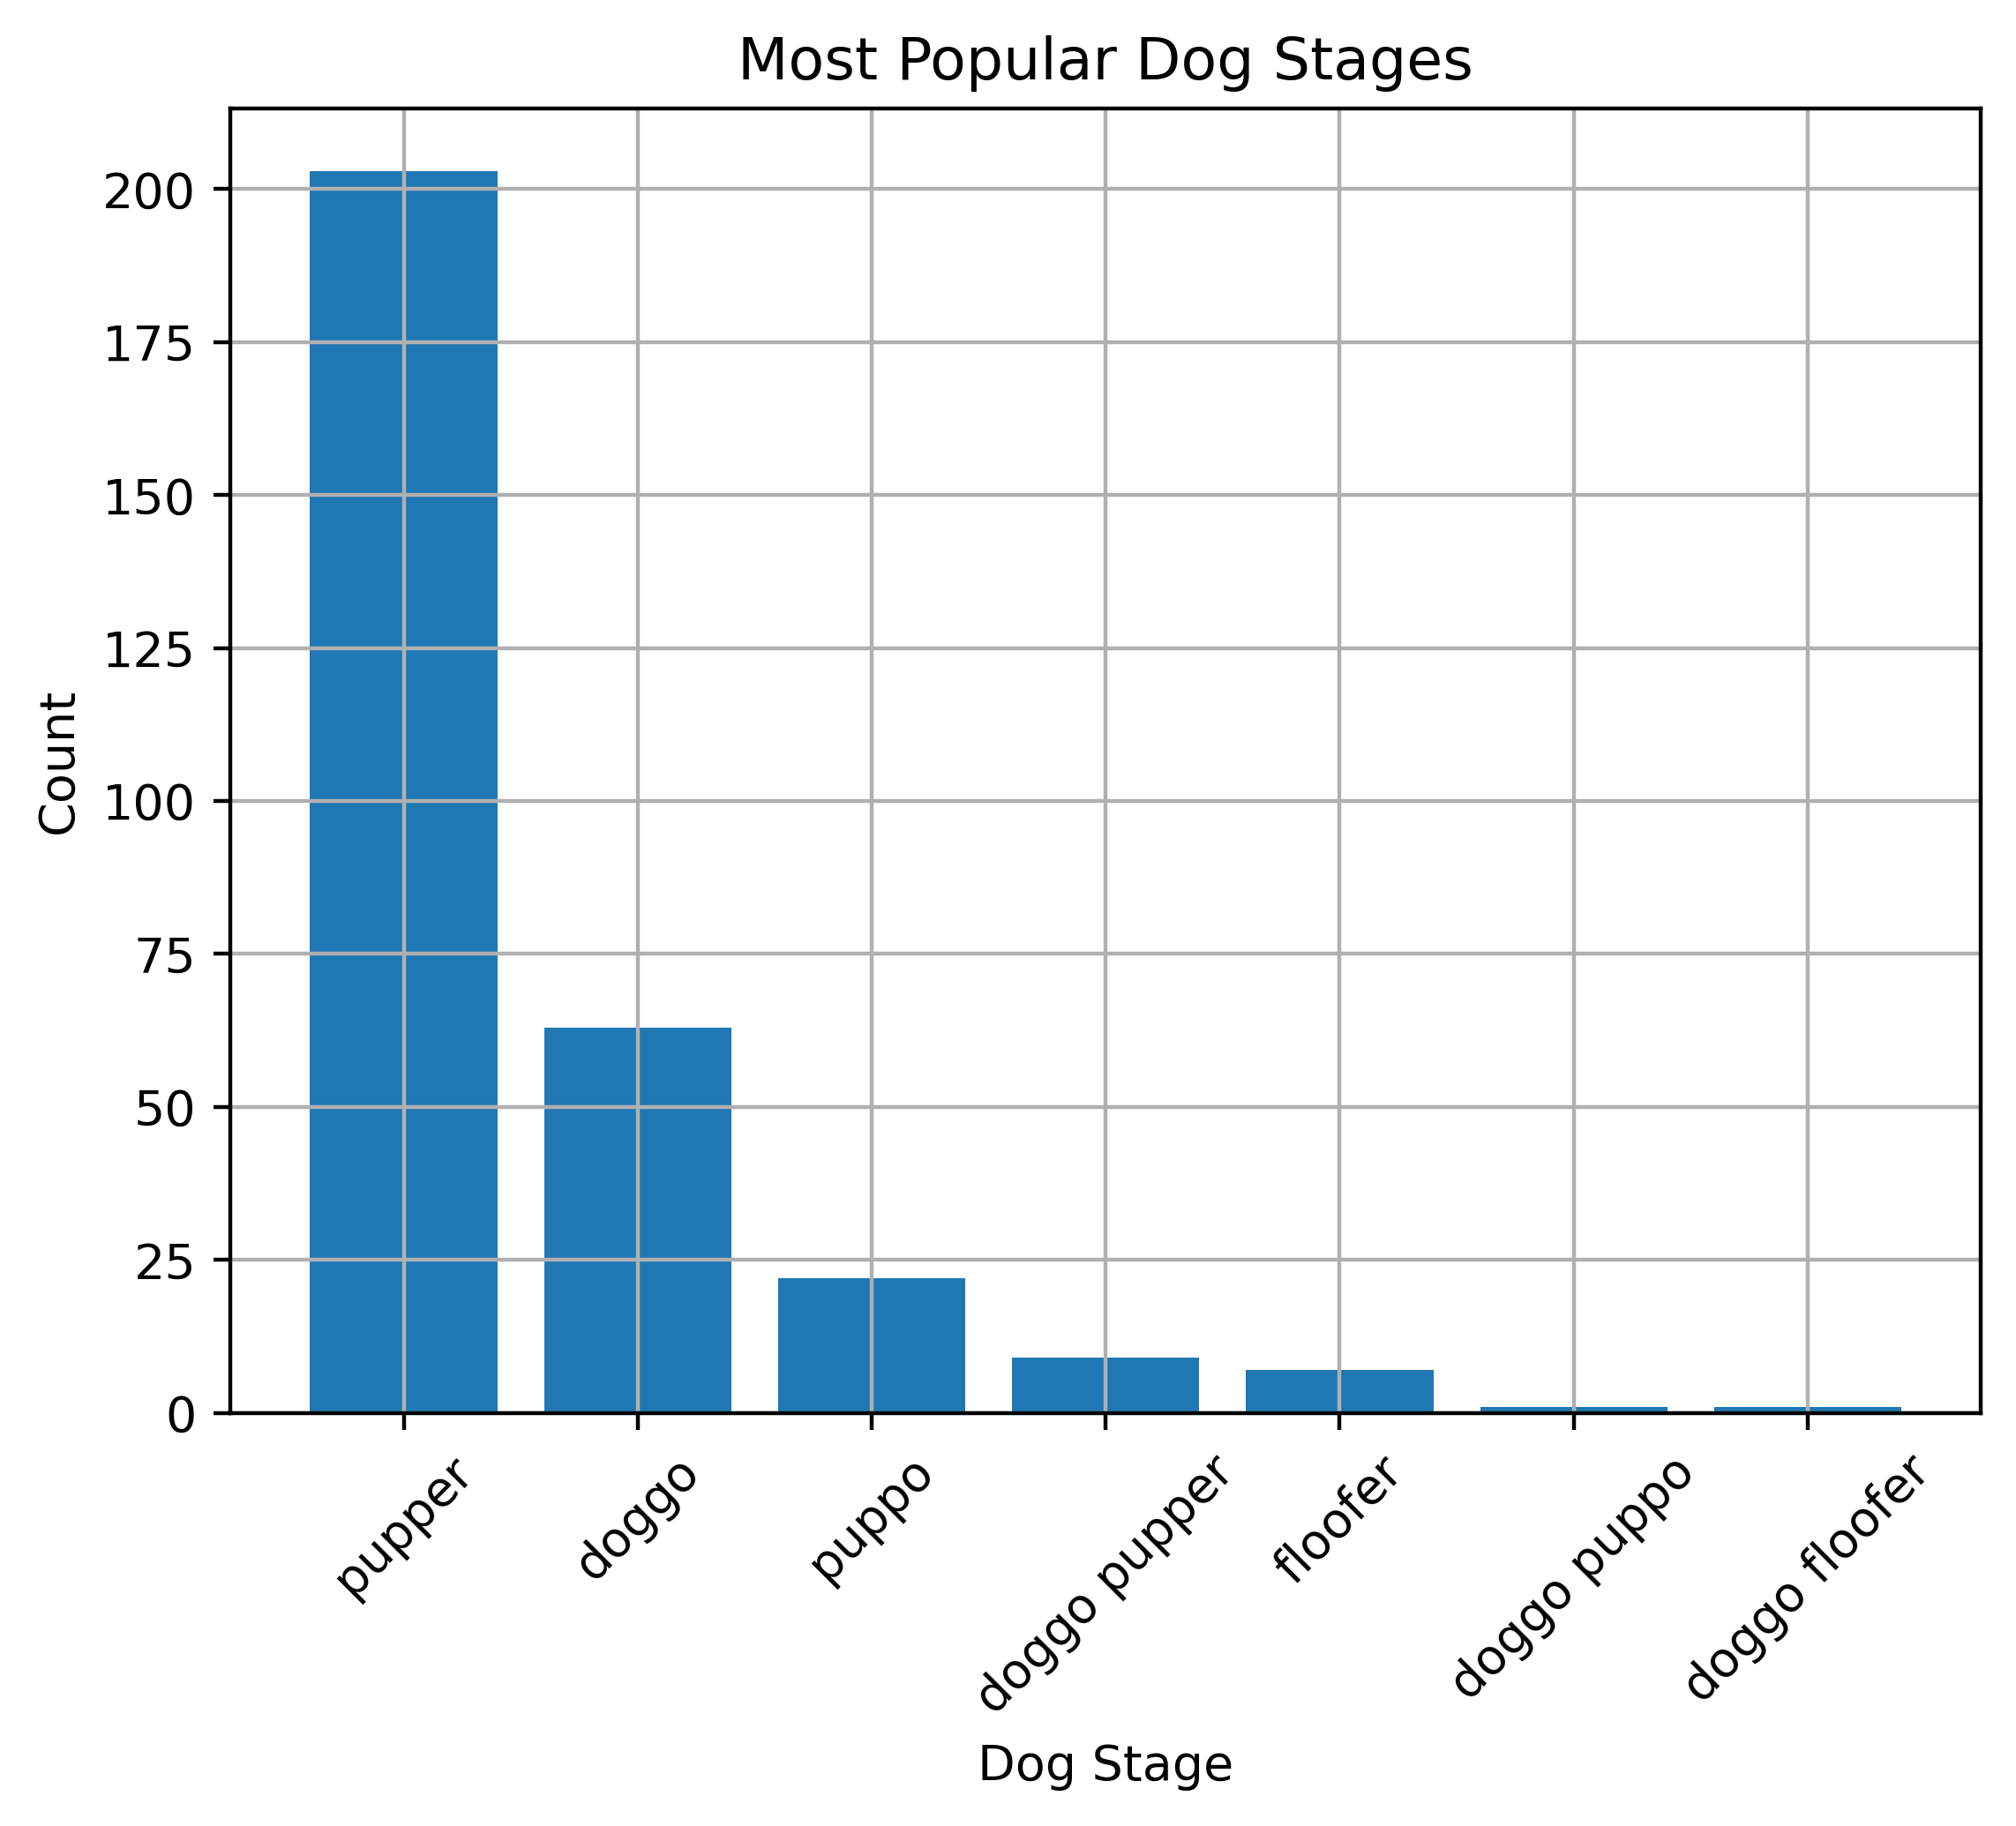 Most Popular Dog Stages
200
175
150
125
100
75
50
25
0
Count
pupper
doggo
puppo
doggo pupper
floofer
doggo puppo
doggo floofer
Dog Stage